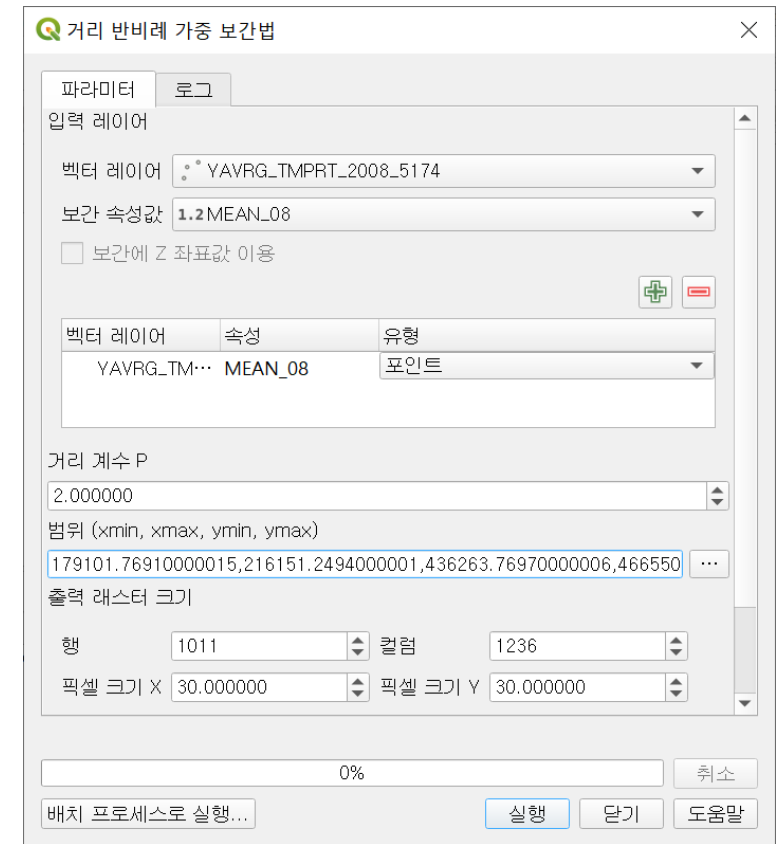 거리 반비례 가중 보간법
파라미터 로그
입력 레이어
벡터 레이어 YAVRG_TMPRT_2008_5174
보간 속성값 1.2 MEAN_08
보간에 Z 좌표값 이용
벡터 레이어 속성 유형
YAVRG_TM… MEAN_08 포인트
거리 계수 P
2.000000
범위 (xmin, xmax, ymin, ymax)
179101.76910000015,216151.2494000001,436263.76970000006,466550 …
출력 래스터 크기
행 1011 컬럼 1236
픽셀 크기 X 30.000000 픽셀 크기 Y 30.000000
0% 취소
배치 프로세스로 실행... 실행 닫기 도움말